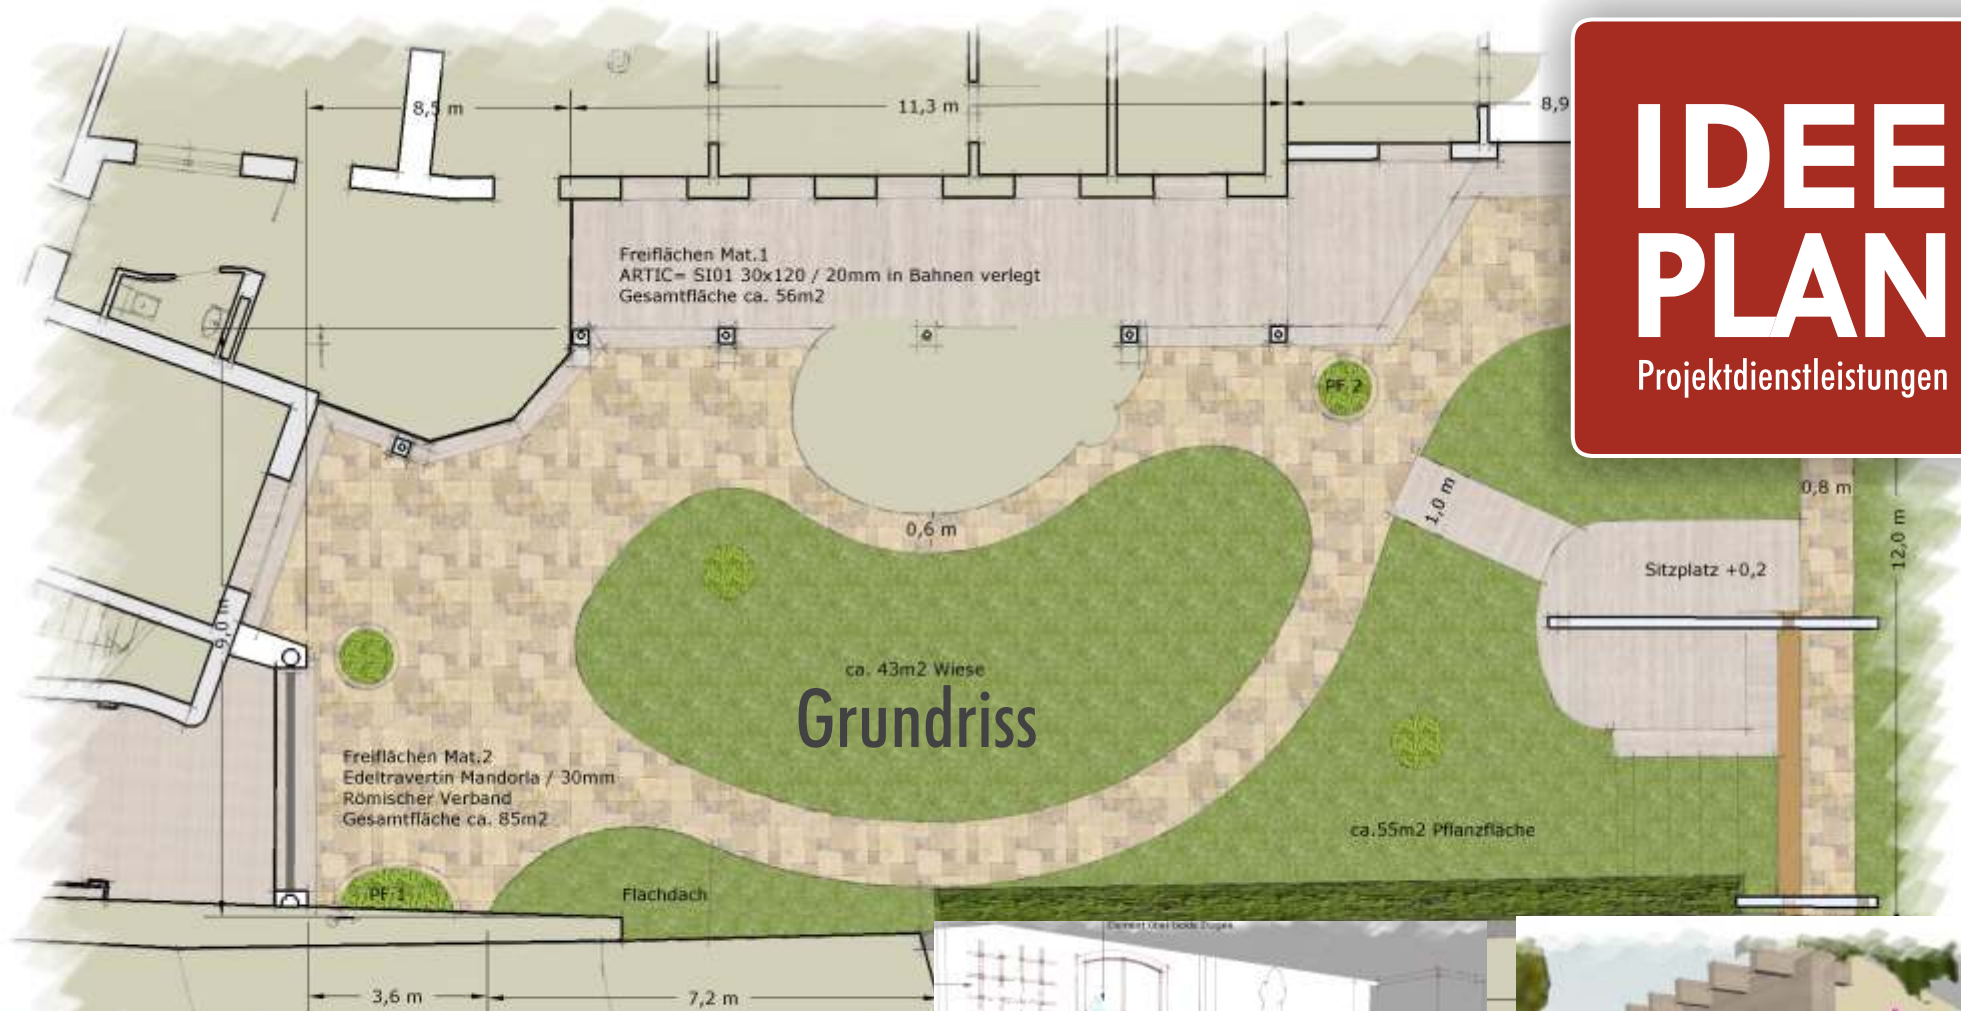 8,5 m
11,3 m
8,9
IDEE
PLAN
Projektdienstleistungen
Freiflächen Mat.1
ARTIC= SI01 30x120 / 20mm in Bahnen verlegt
Gesamtfläche ca. 56m2
PF.2
1,0 m
0,8 m
12,0 m
0,6 m
Sitzplatz +0,2
9,0 m
ca. 43m2 Wiese
Grundriss
Freiflächen Mat.2
Edeltravertin Mandorla / 30mm
Römischer Verband
Gesamtfläche ca. 85m2
ca.55m2 Pflanzfläche
PF.1
Flachdach
3,6 m
7,2 m